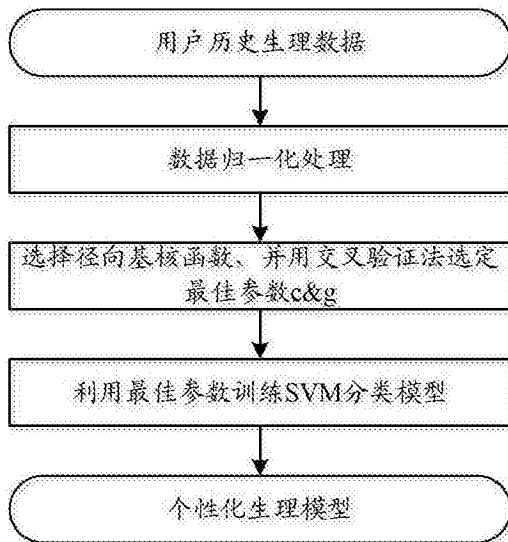 用户历史生理数据
数据归一化处理
选择径向基核函数、并用交叉验证法选定
最佳参数c&g
利用最佳参数训练SVM分类模型
个性化生理模型